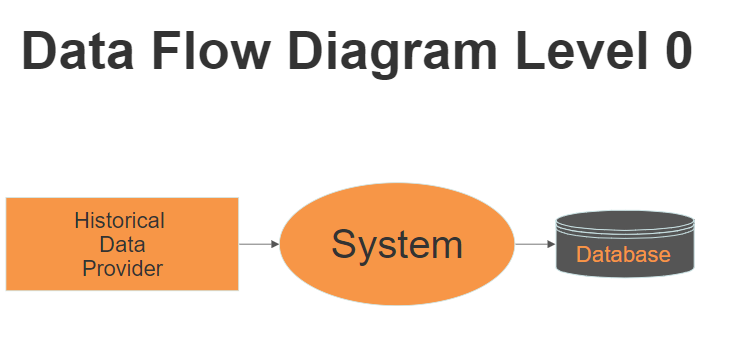 Data Flow Diagram Level 0
Historical
Data
Provider
System
Database